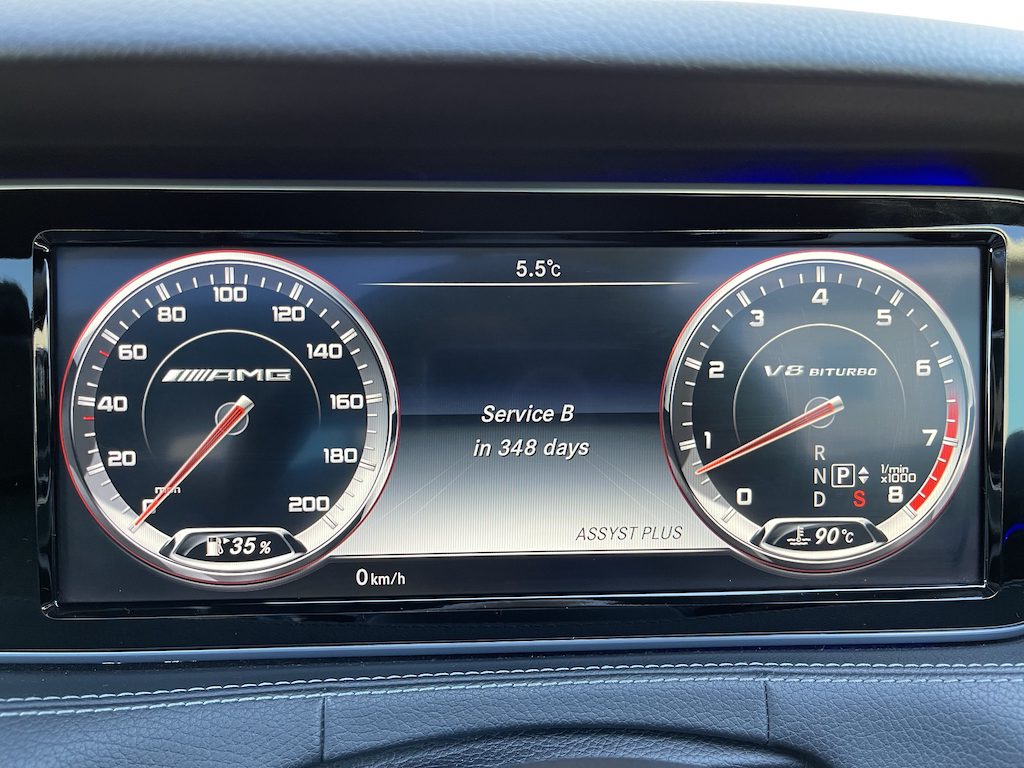 5.5°C
100
80
120
60
140
AMG
40
160
20
180
0 mph
200
35 %
Service B
in 348 days
ASSYST PLUS
0 km/h
4
3
5
2
6
V8 BITURBO
1
7
R
N P
D S
1/min
x1000
0
8
90°C